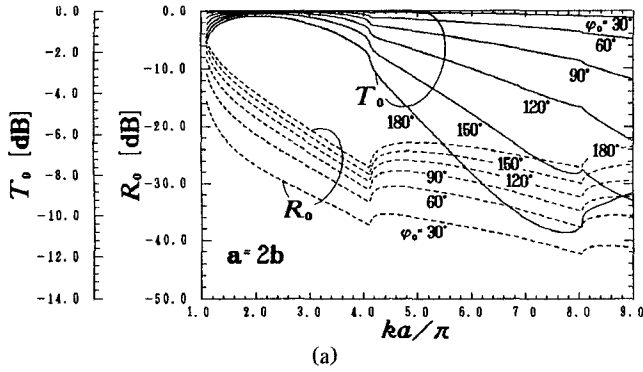 T₀ [dB]
0.0
-2.0
-4.0
-6.0
-8.0
-10.0
-12.0
-14.0
R₀ [dB]
0.0
-10.0
-20.0
-30.0
-40.0
-50.0
φ₀= 30°
60°
90°
120°
150°
180°
T₀
180°
150°
120°
90°
60°
φ₀= 30°
R₀
a=2b
1.0 2.0 3.0 4.0 5.0 6.0 7.0 8.0 9.0
ka/π
(a)